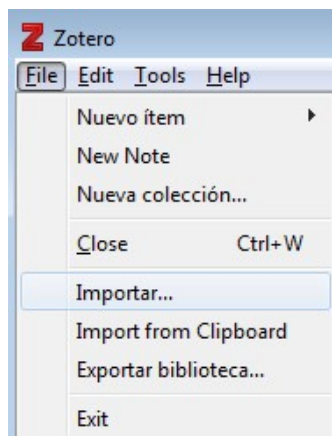 Zotero
File Edit Tools Help
Nuevo ítem
New Note
Nueva colección...
Close Ctrl+W
Importar...
Import from Clipboard
Exportar biblioteca...
Exit